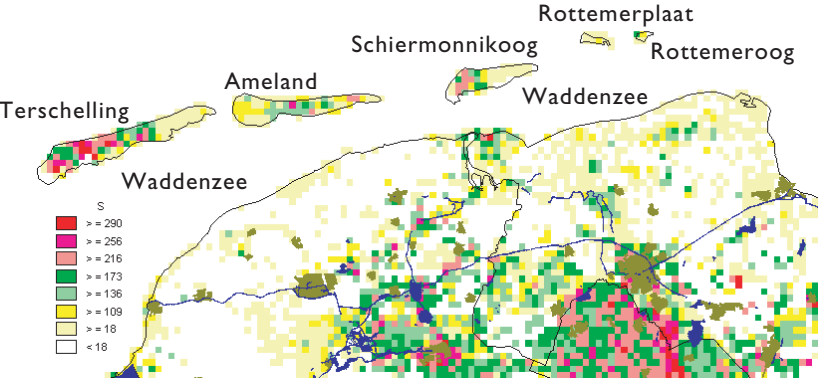 Rottemerplaat
Schiermonnikoog
Rottemeroog
Ameland
Waddenzee
Terschelling
Waddenzee
S
> = 290
> = 256
> = 216
> = 173
> = 136
> = 109
> = 18
< 18